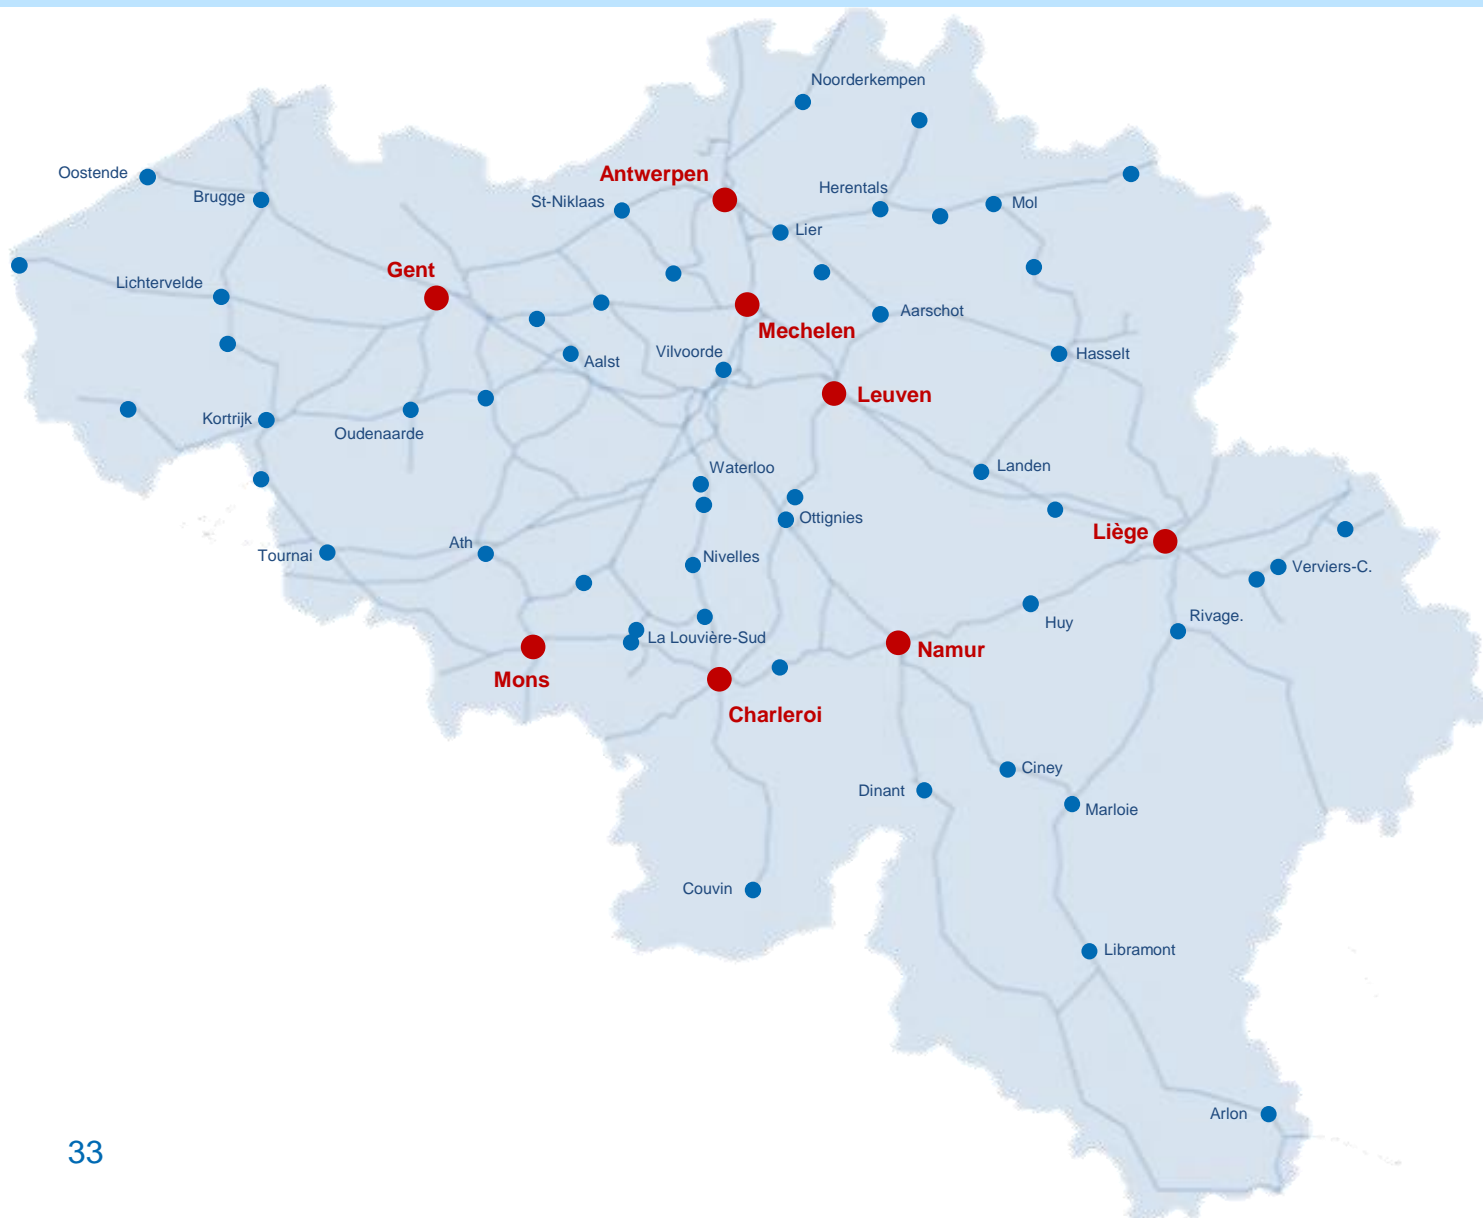 Noorderkempen
Oostende
Antwerpen
Herentals
Brugge
St-Niklaas
Mol
Lier
Gent
Lichtervelde
Aarschot
Mechelen
Vilvoorde
Hasselt
Aalst
Leuven
Kortrijk
Oudenaarde
Waterloo
Landen
Ottignies
Liège
Ath
Tournai
Nivelles
Verviers-C.
Rivage.
Huy
La Louvière-Sud
Namur
Mons
Charleroi
Ciney
Dinant
Marloie
Couvin
Libramont
Arlon
33